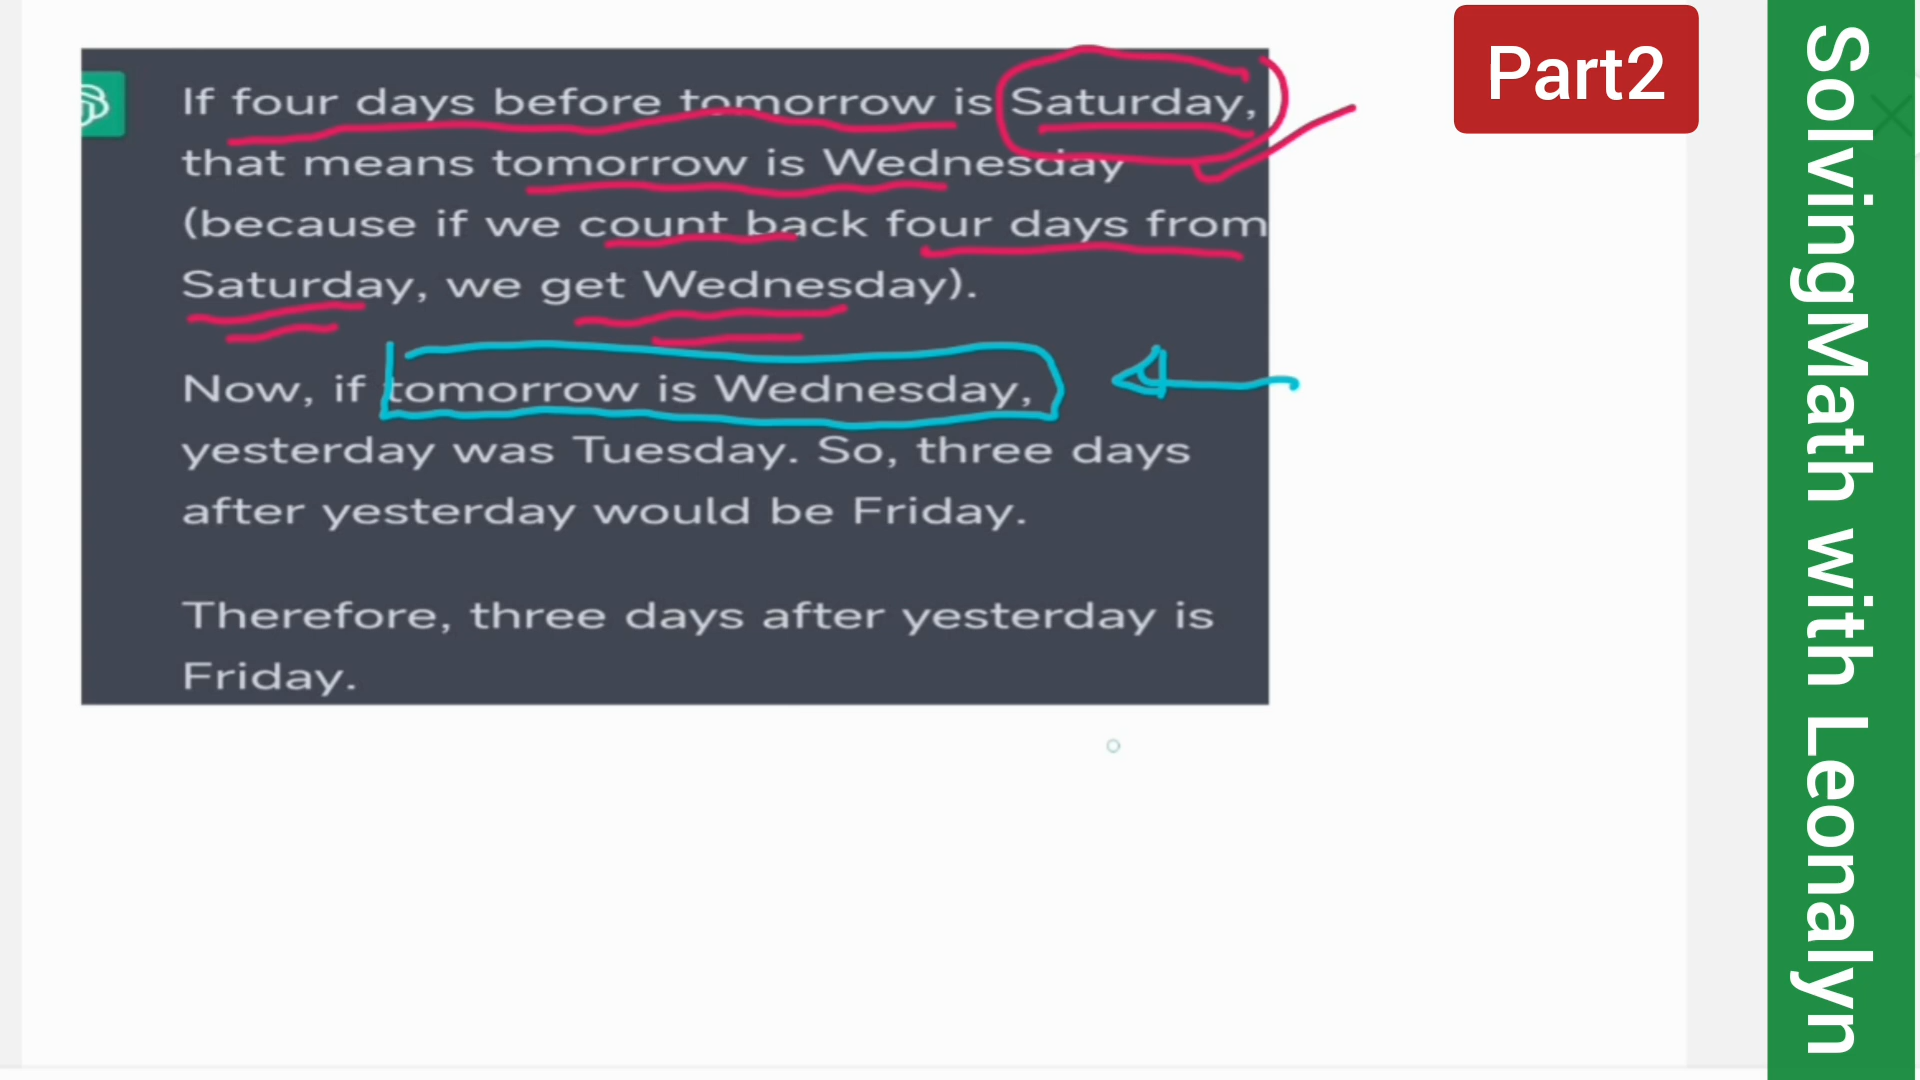 If four days before tomorrow is Saturday,
that means tomorrow is Wednesday
(because if we count back four days from
Saturday, we get Wednesday).
Now, if tomorrow is Wednesday,
yesterday was Tuesday. So, three days
after yesterday would be Friday.
Therefore, three days after yesterday is
Friday.
Part2
SolvingMath with Leonalyn